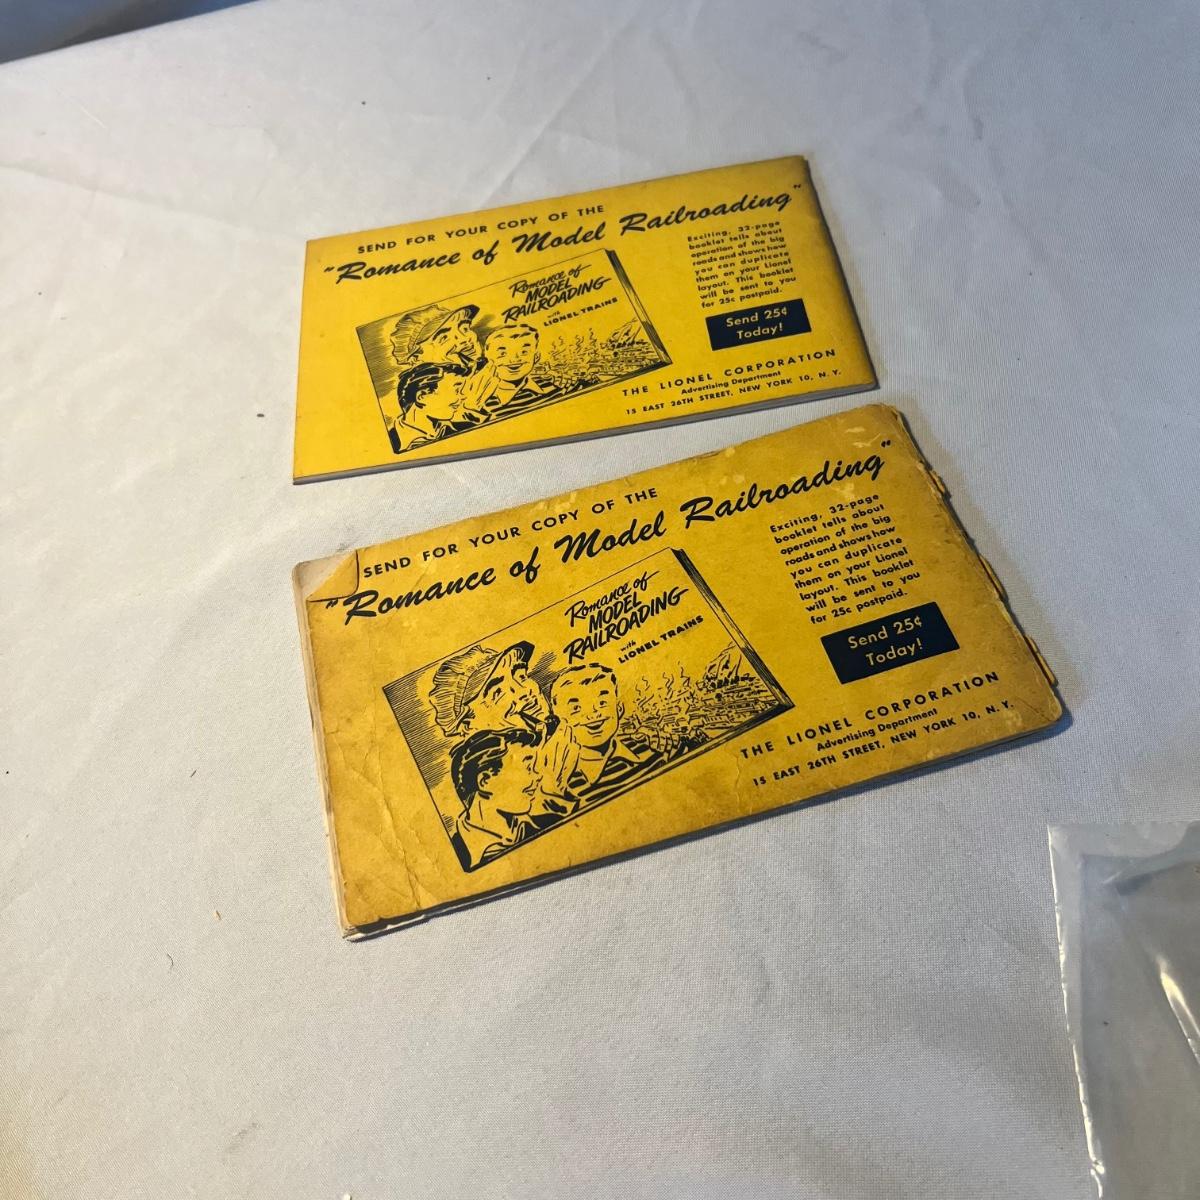 SEND FOR YOUR COPY OF THE
"Romance of Model Railroading"
Exciting, 32-page
booklet tells about
operation of the big
roads and shows how
you can duplicate
them on your Lionel
layout. This booklet
will be sent to you
for 25c postpaid.
Romance of
MODEL
RAILROADING
with
LIONEL TRAINS
Send 25¢
Today!
THE LIONEL CORPORATION
Advertising Department
15 EAST 26TH STREET, NEW YORK 10, N. Y.
SEND FOR YOUR COPY OF THE
"Romance of Model Railroading"
Exciting, 32-page
booklet tells about
operation of the big
roads and shows how
you can duplicate
them on your Lionel
layout. This booklet
will be sent to you
for 25c postpaid.
Romance of
MODEL
RAILROADING
with
LIONEL TRAINS
Send 25¢
Today!
THE LIONEL CORPORATION
Advertising Department
15 EAST 26TH STREET, NEW YORK 10, N. Y.